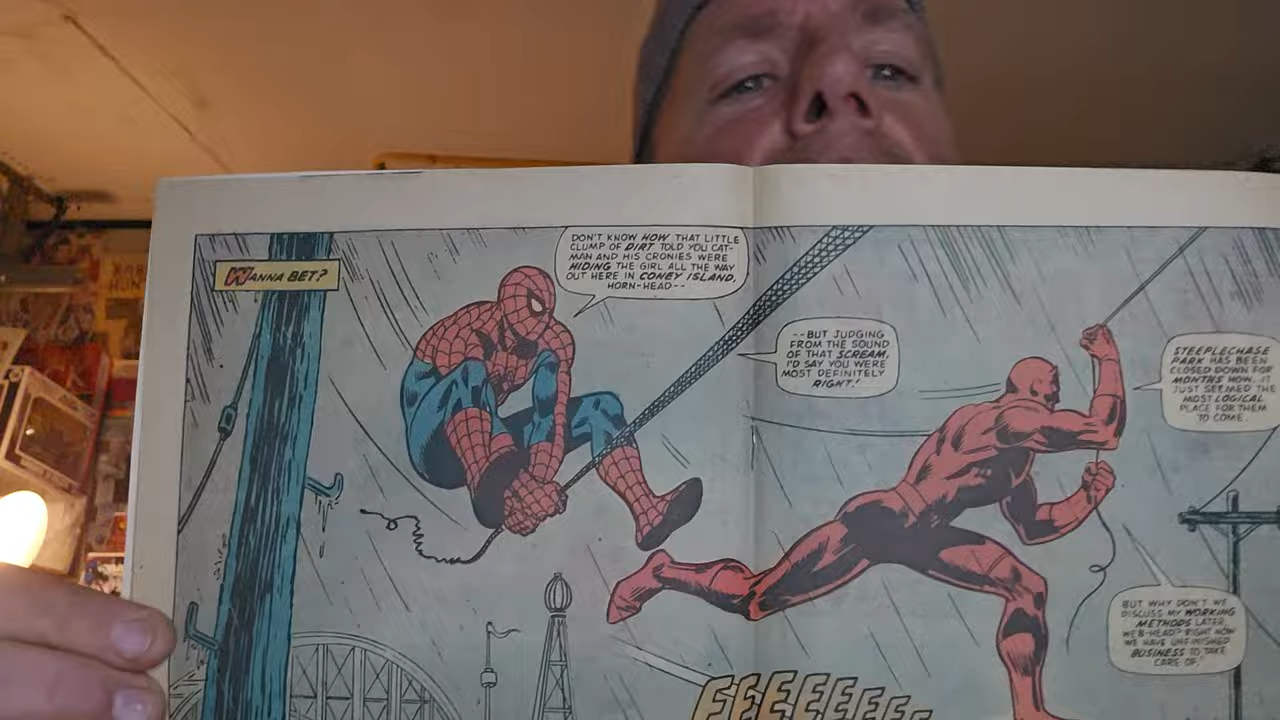 WANNA BET?
DON'T KNOW HOW THAT LITTLE
CLUMP OF DIRT TOLD YOU CAT-
MAN AND HIS CRONIES WERE
HIDING THE GIRL ALL THE WAY
OUT HERE IN CONEY ISLAND,
HORN-HEAD--
--BUT JUDGING
FROM THE SOUND
OF THAT SCREAM,
I'D SAY YOU WERE
MOST DEFINITELY
RIGHT!
STEEPLECHASE
PARK HAS BEEN
CLOSED DOWN FOR
MONTHS NOW. IT
JUST SEEMED THE
MOST LOGICAL
PLACE FOR THEM
TO COME.
BUT WHY DON'T WE
DISCUSS MY WORKING
METHODS LATER,
WEB-HEAD? RIGHT NOW
WE HAVE UNFINISHED
BUSINESS TO TAKE
CARE OF!
EEEEEEE